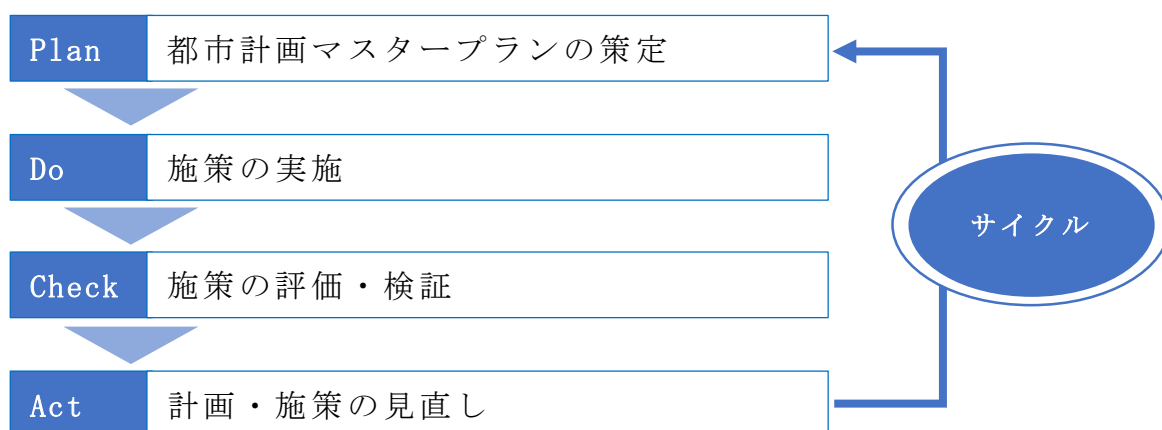 Plan 都市計画マスタープランの策定
Do 施策の実施
サイクル
Check 施策の評価・検証
Act 計画・施策の見直し